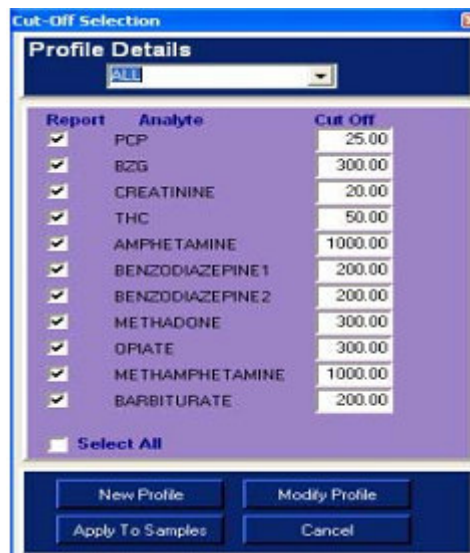 Cut-Off Selection
Profile Details
ALL
Report Analyte Cut Off
PCP 25.00
BZG 300.00
CREATININE 20.00
THC 50.00
AMPHETAMINE 1000.00
BENZODIAZEPINE1 200.00
BENZODIAZEPINE2 200.00
METHADONE 300.00
OPIATE 300.00
METHAMPHETAMINE 1000.00
BARBITURATE 200.00
Select All
New Profile Modify Profile
Apply To Samples Cancel